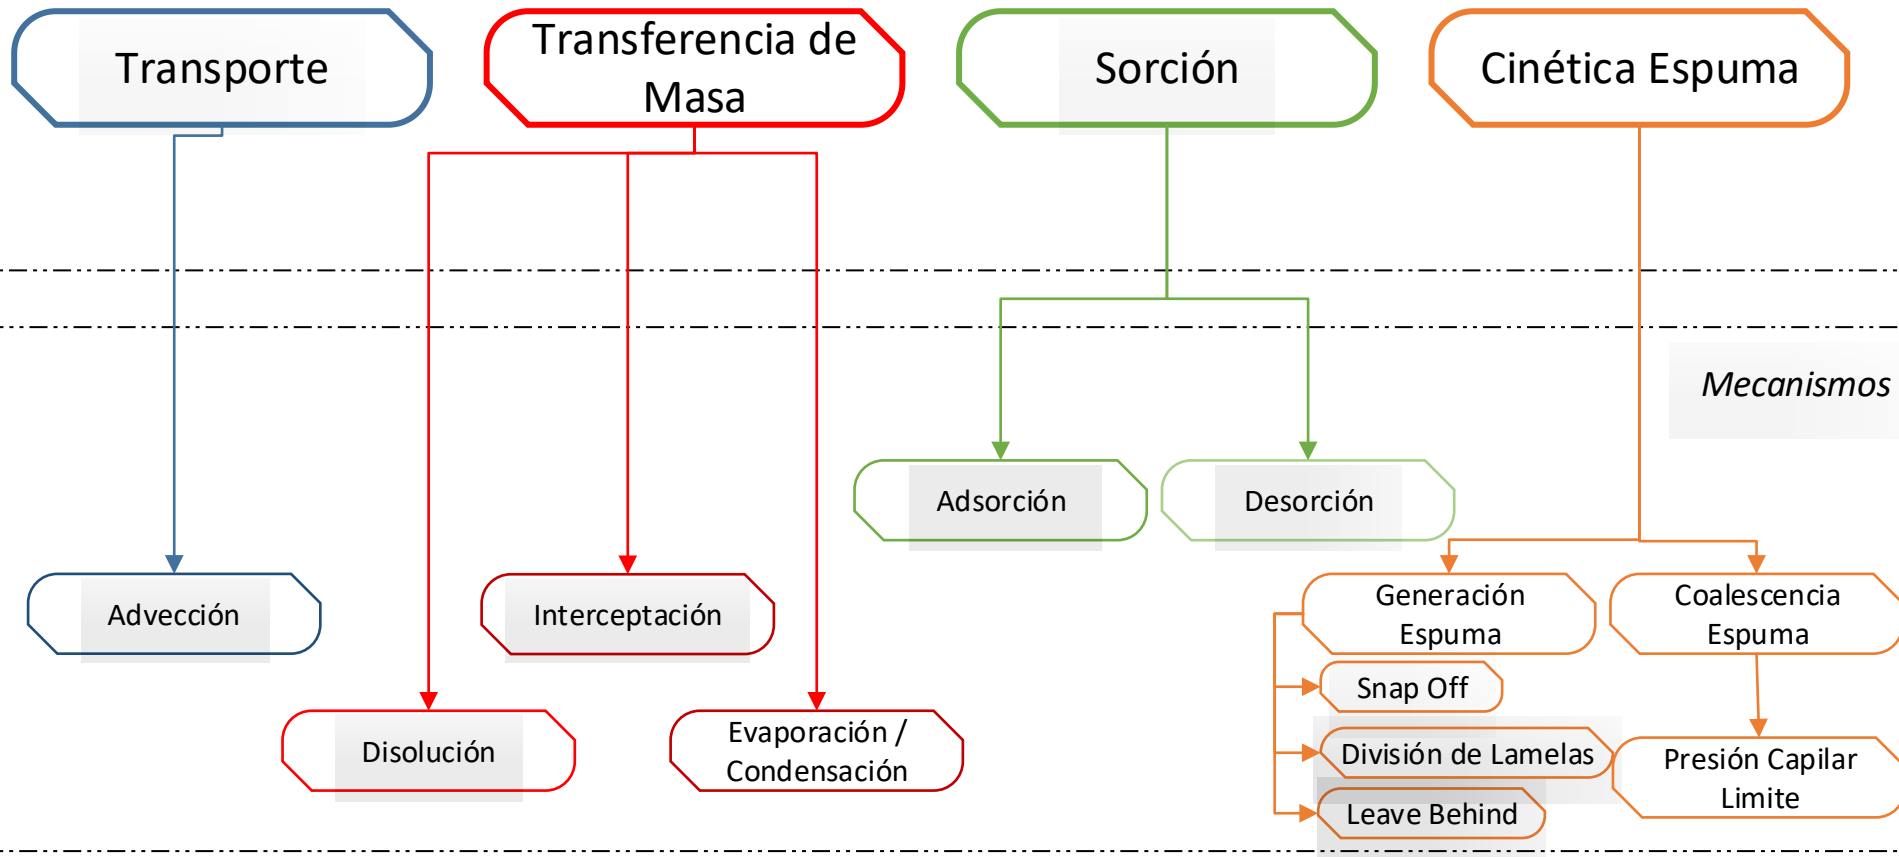 Transporte
Transferencia de
Masa
Sorción
Cinética Espuma
Mecanismos
Adsorción
Desorción
Advección
Interceptación
Generación
Espuma
Coalescencia
Espuma
Snap Off
Disolución
Evaporación /
Condensación
División de Lamelas
Presión Capilar
Limite
Leave Behind